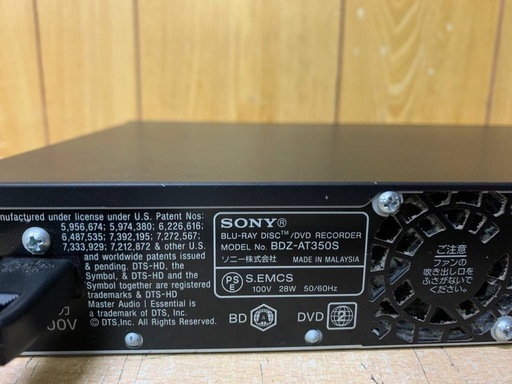 nufactured under license under U.S. Patent Nos:
5,956,674; 5,974,380; 6,226,616;
6,487,535; 7,392,195; 7,272,567;
7,333,929; 7,212,872 & other U.S.
and worldwide patents issued
& pending. DTS-HD, the
Symbol, & DTS-HD and the
Symbol together are registered
trademarks & DTS-HD
Master Audio | Essential is
a trademark of DTS, Inc.
© DTS,Inc. All Rights Reserved.
00V
SONY®
BLU-RAY DISC™/DVD RECORDER
MODEL No. BDZ-AT350S
ソニー株式会社 MADE IN MALAYSIA
PSE S.EMCS
100V 28W 50/60Hz
BD A DVD 2
ご注意
ファンの
吹き出し口を
ふさがないで
ください